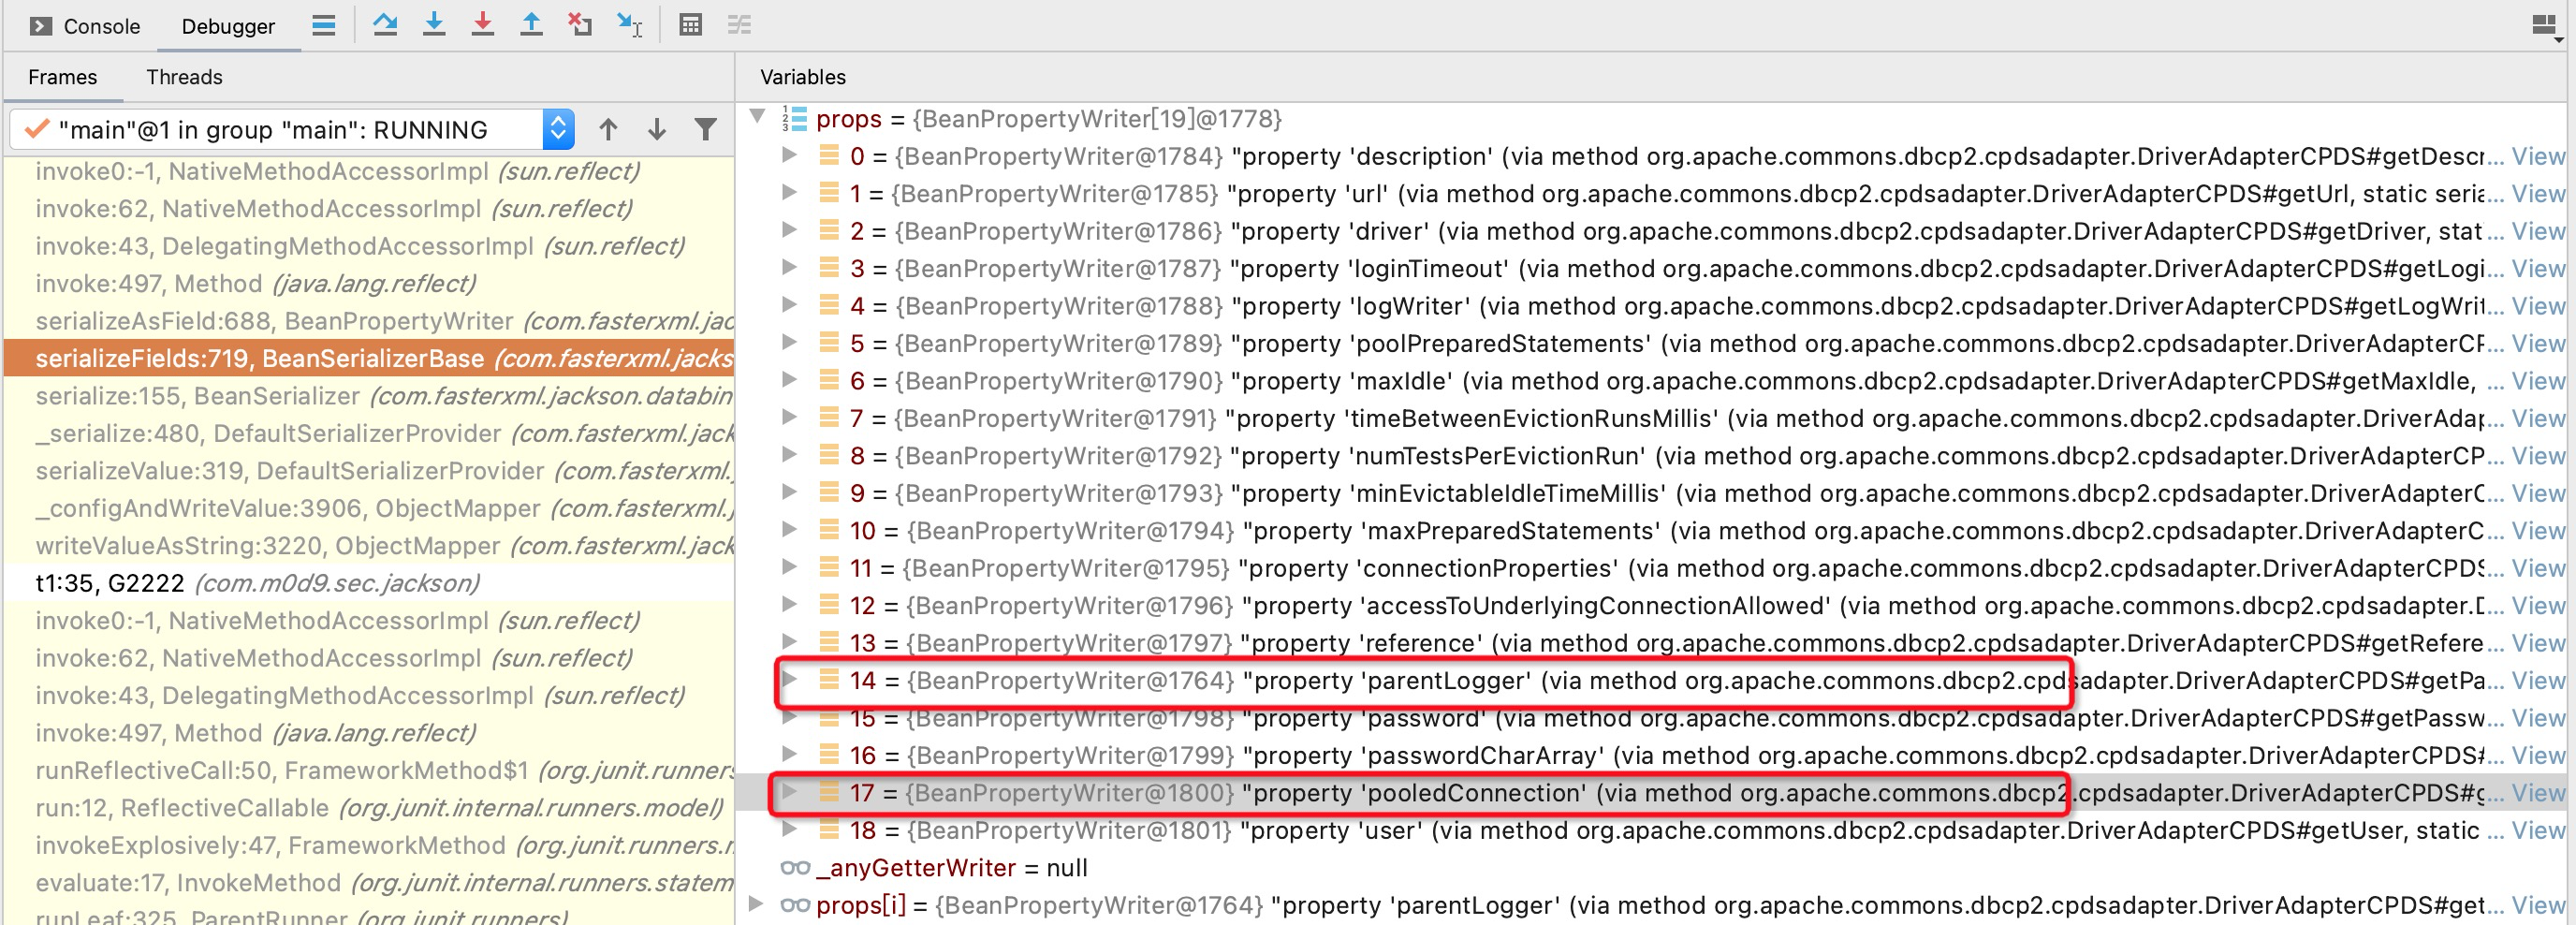 Console Debugger
Frames Threads
Variables
"main"@1 in group "main": RUNNING
invoke0:-1, NativeMethodAccessorImpl (sun.reflect)
invoke:62, NativeMethodAccessorImpl (sun.reflect)
invoke:43, DelegatingMethodAccessorImpl (sun.reflect)
invoke:497, Method (java.lang.reflect)
serializeAsField:688, BeanPropertyWriter (com.fasterxml.jac
serializeFields:719, BeanSerializerBase (com.fasterxml.jacks
serialize:155, BeanSerializer (com.fasterxml.jackson.databin
_serialize:480, DefaultSerializerProvider (com.fasterxml.jack
serializeValue:319, DefaultSerializerProvider (com.fasterxml.
_configAndWriteValue:3906, ObjectMapper (com.fasterxml.j
writeValueAsString:3220, ObjectMapper (com.fasterxml.jack
t1:35, G2222 (com.m0d9.sec.jackson)
invoke0:-1, NativeMethodAccessorImpl (sun.reflect)
invoke:62, NativeMethodAccessorImpl (sun.reflect)
invoke:43, DelegatingMethodAccessorImpl (sun.reflect)
invoke:497, Method (java.lang.reflect)
runReflectiveCall:50, FrameworkMethod$1 (org.junit.runners
run:12, ReflectiveCallable (org.junit.internal.runners.model)
invokeExplosively:47, FrameworkMethod (org.junit.runners.r
evaluate:17, InvokeMethod (org.junit.internal.runners.statem
runLeaf:325, ParentRunner (org.junit.runners)
props = {BeanPropertyWriter[19]@1778}
0 = {BeanPropertyWriter@1784} "property 'description' (via method org.apache.commons.dbcp2.cpdsadapter.DriverAdapterCPDS#getDescr... View
1 = {BeanPropertyWriter@1785} "property 'url' (via method org.apache.commons.dbcp2.cpdsadapter.DriverAdapterCPDS#getUrl, static seria... View
2 = {BeanPropertyWriter@1786} "property 'driver' (via method org.apache.commons.dbcp2.cpdsadapter.DriverAdapterCPDS#getDriver, stat... View
3 = {BeanPropertyWriter@1787} "property 'loginTimeout' (via method org.apache.commons.dbcp2.cpdsadapter.DriverAdapterCPDS#getLogi... View
4 = {BeanPropertyWriter@1788} "property 'logWriter' (via method org.apache.commons.dbcp2.cpdsadapter.DriverAdapterCPDS#getLogWrit... View
5 = {BeanPropertyWriter@1789} "property 'poolPreparedStatements' (via method org.apache.commons.dbcp2.cpdsadapter.DriverAdapterCP... View
6 = {BeanPropertyWriter@1790} "property 'maxIdle' (via method org.apache.commons.dbcp2.cpdsadapter.DriverAdapterCPDS#getMaxIdle, ... View
7 = {BeanPropertyWriter@1791} "property 'timeBetweenEvictionRunsMillis' (via method org.apache.commons.dbcp2.cpdsadapter.DriverAdap... View
8 = {BeanPropertyWriter@1792} "property 'numTestsPerEvictionRun' (via method org.apache.commons.dbcp2.cpdsadapter.DriverAdapterCP... View
9 = {BeanPropertyWriter@1793} "property 'minEvictableIdleTimeMillis' (via method org.apache.commons.dbcp2.cpdsadapter.DriverAdapterC... View
10 = {BeanPropertyWriter@1794} "property 'maxPreparedStatements' (via method org.apache.commons.dbcp2.cpdsadapter.DriverAdapterC... View
11 = {BeanPropertyWriter@1795} "property 'connectionProperties' (via method org.apache.commons.dbcp2.cpdsadapter.DriverAdapterCPDS... View
12 = {BeanPropertyWriter@1796} "property 'accessToUnderlyingConnectionAllowed' (via method org.apache.commons.dbcp2.cpdsadapter.D... View
13 = {BeanPropertyWriter@1797} "property 'reference' (via method org.apache.commons.dbcp2.cpdsadapter.DriverAdapterCPDS#getRefere... View
14 = {BeanPropertyWriter@1764} "property 'parentLogger' (via method org.apache.commons.dbcp2.cpdsadapter.DriverAdapterCPDS#getPa... View
15 = {BeanPropertyWriter@1798} "property 'password' (via method org.apache.commons.dbcp2.cpdsadapter.DriverAdapterCPDS#getPassw... View
16 = {BeanPropertyWriter@1799} "property 'passwordCharArray' (via method org.apache.commons.dbcp2.cpdsadapter.DriverAdapterCPDS#... View
17 = {BeanPropertyWriter@1800} "property 'pooledConnection' (via method org.apache.commons.dbcp2.cpdsadapter.DriverAdapterCPDS#g... View
18 = {BeanPropertyWriter@1801} "property 'user' (via method org.apache.commons.dbcp2.cpdsadapter.DriverAdapterCPDS#getUser, static ... View
_anyGetterWriter = null
props[i] = {BeanPropertyWriter@1764} "property 'parentLogger' (via method org.apache.commons.dbcp2.cpdsadapter.DriverAdapterCPDS#get... View